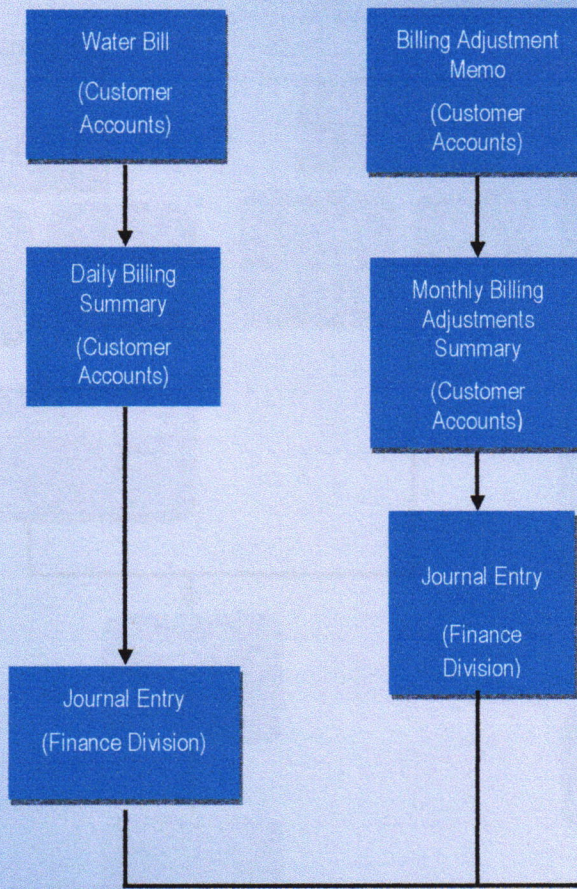 Water Bill
(Customer
Accounts)
Daily Billing
Summary
(Customer
Accounts)
Journal Entry
(Finance Division)
Billing Adjustment
Memo
(Customer
Accounts)
Monthly Billing
Adjustments
Summary
(Customer
Accounts)
Journal Entry
(Finance
Division)